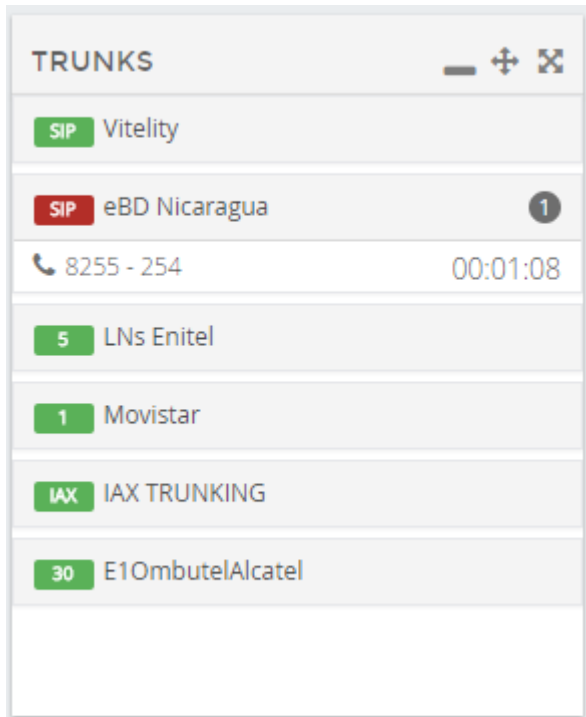 TRUNKS
SIP Vitelity
SIP eBD Nicaragua 1
8255 - 254 00:01:08
5 LNs Enitel
1 Movistar
IAX IAX TRUNKING
30 E1OmbutelAlcatel